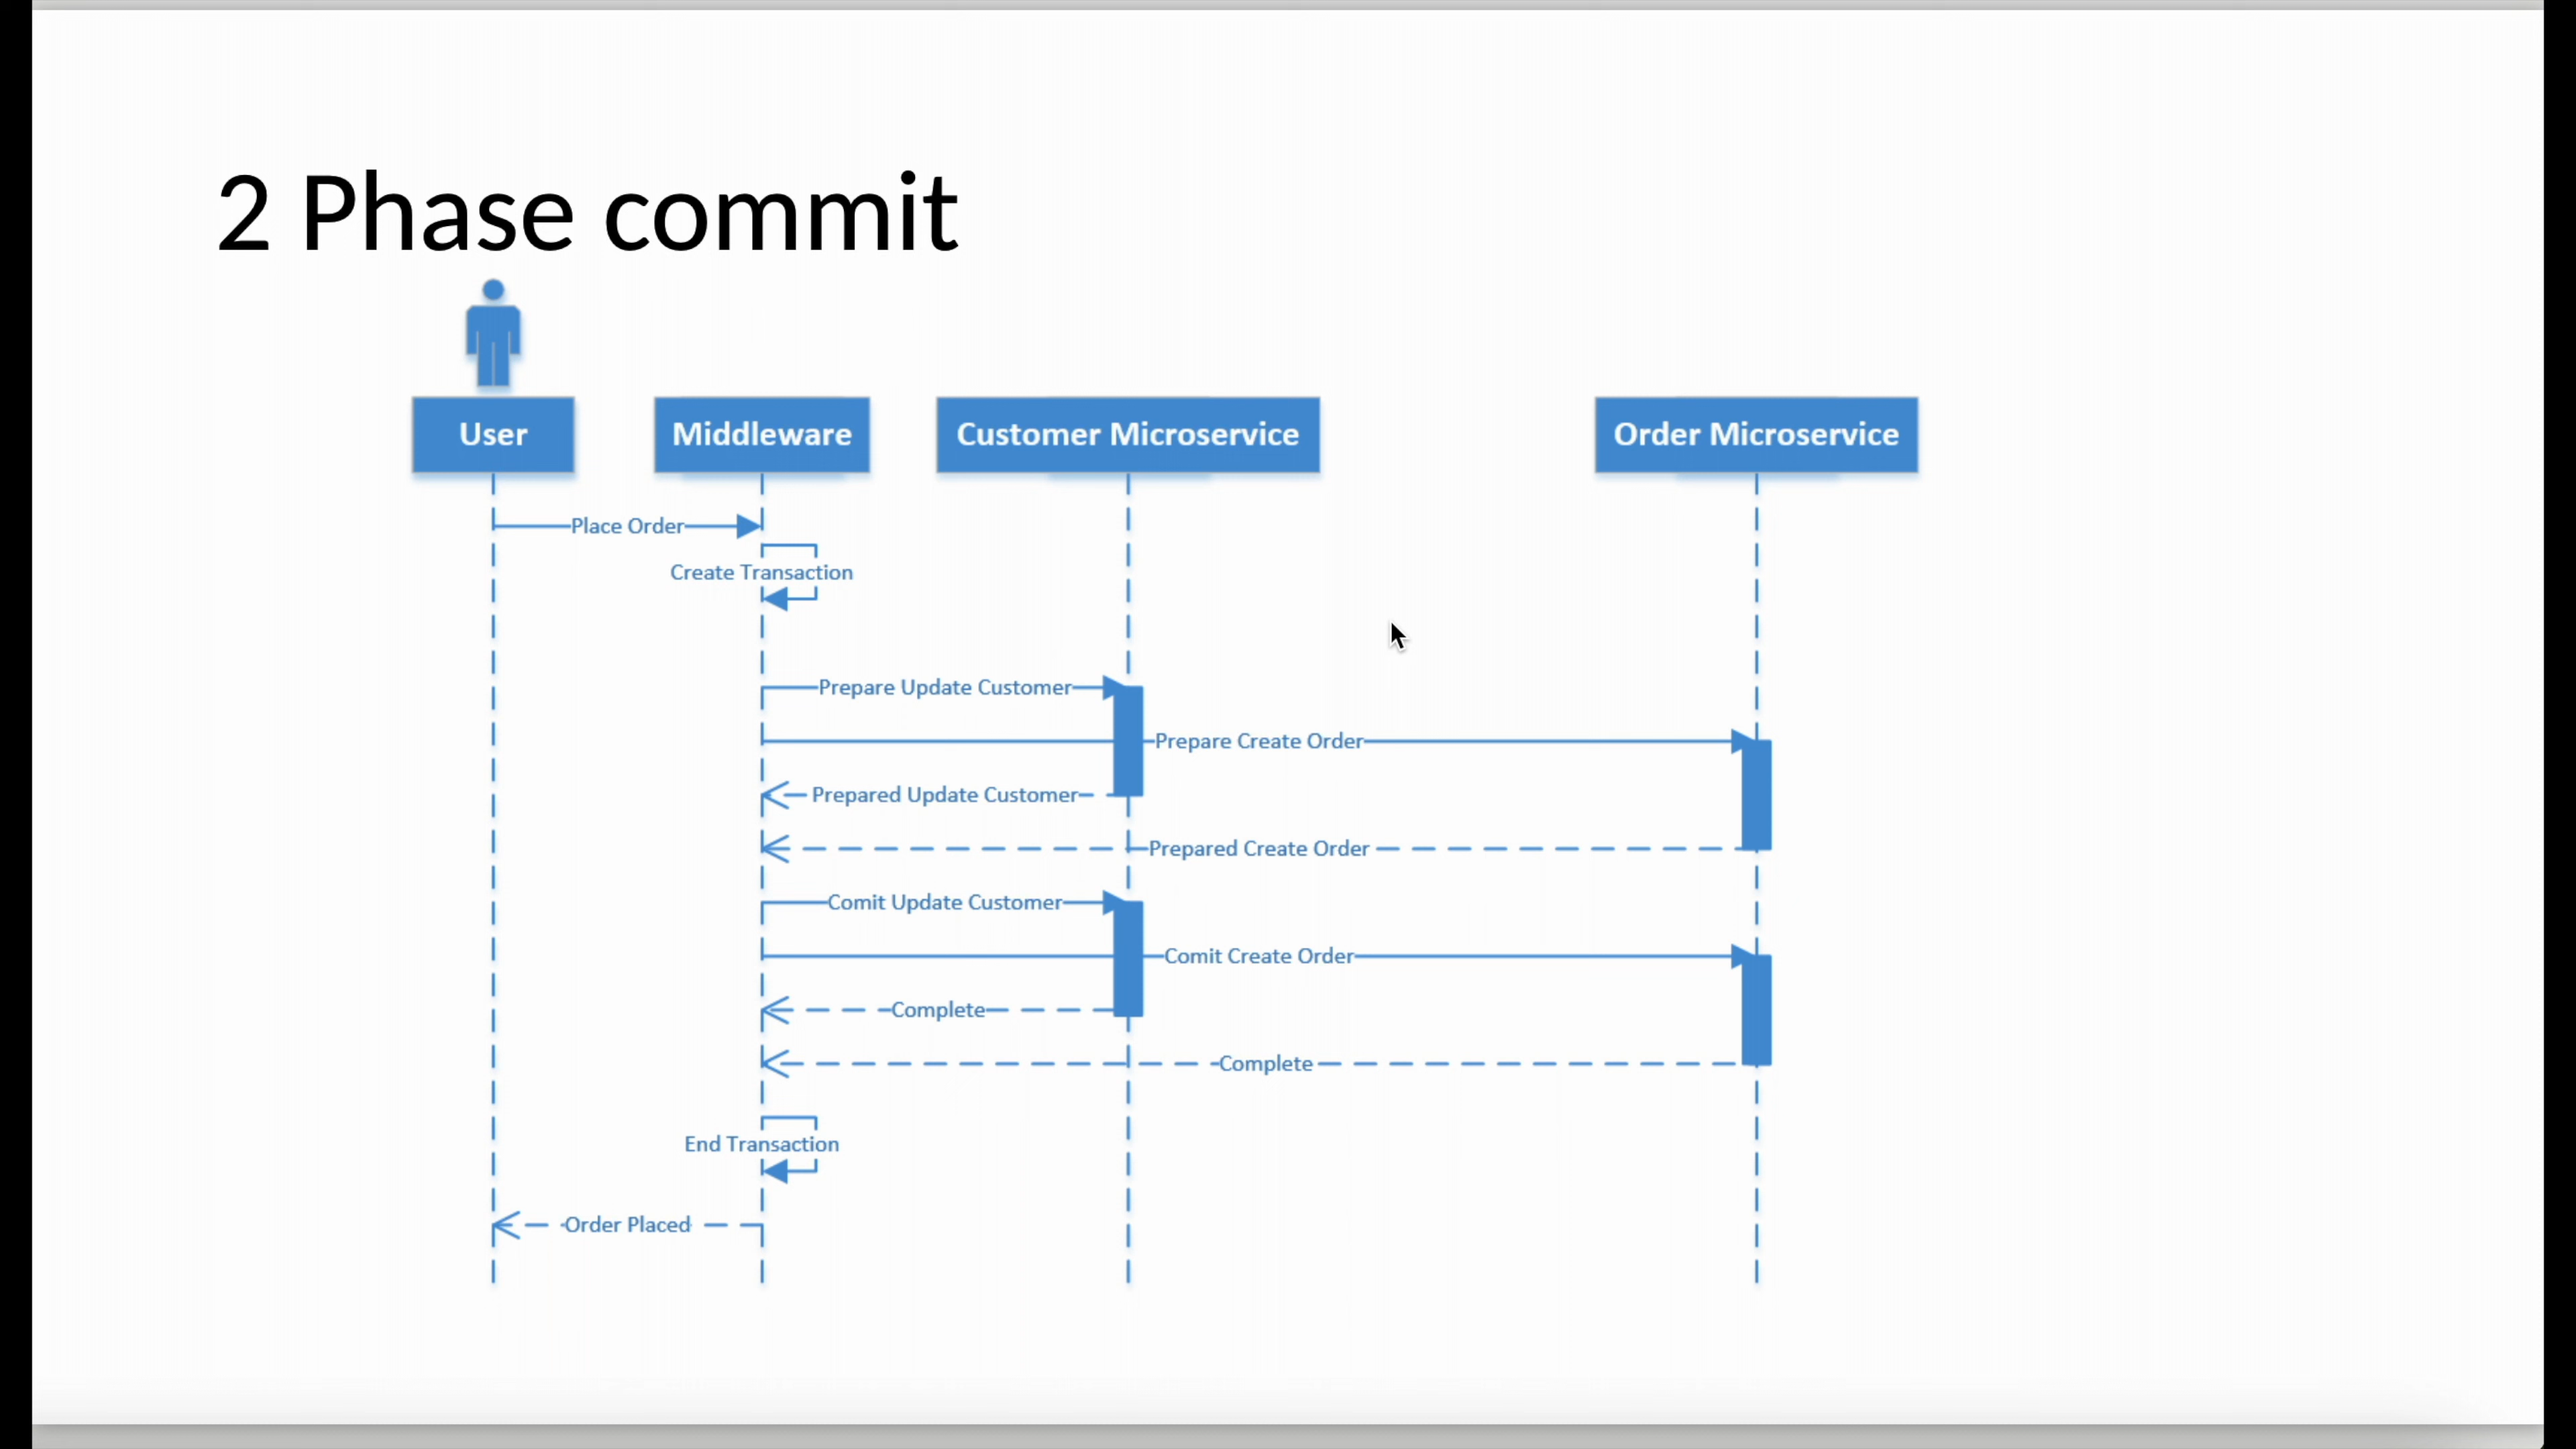 2 Phase commit
User
Middleware
Customer Microservice
Order Microservice
Place Order
Create Transaction
Prepare Update Customer
Prepare Create Order
Prepared Update Customer
Prepared Create Order
Comit Update Customer
Comit Create Order
Complete
Complete
End Transaction
Order Placed